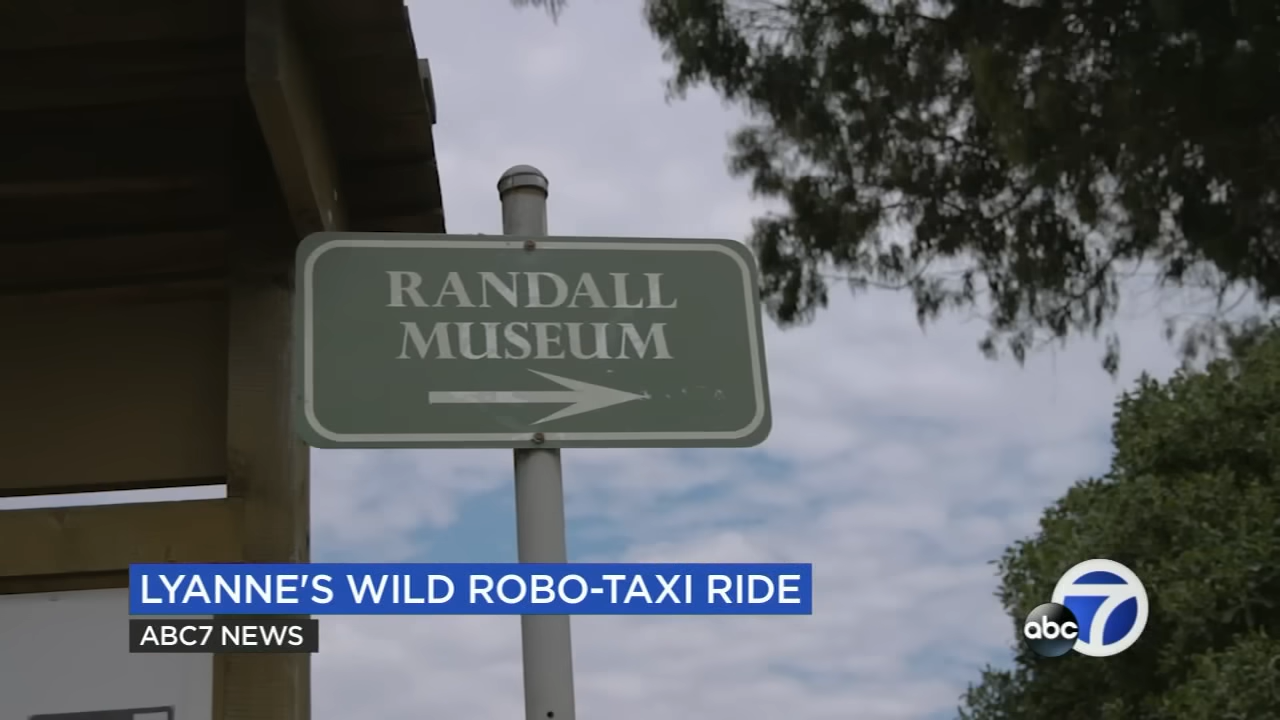 RANDALL
MUSEUM
LYANNE'S WILD ROBO-TAXI RIDE
ABC7 NEWS
abc 7